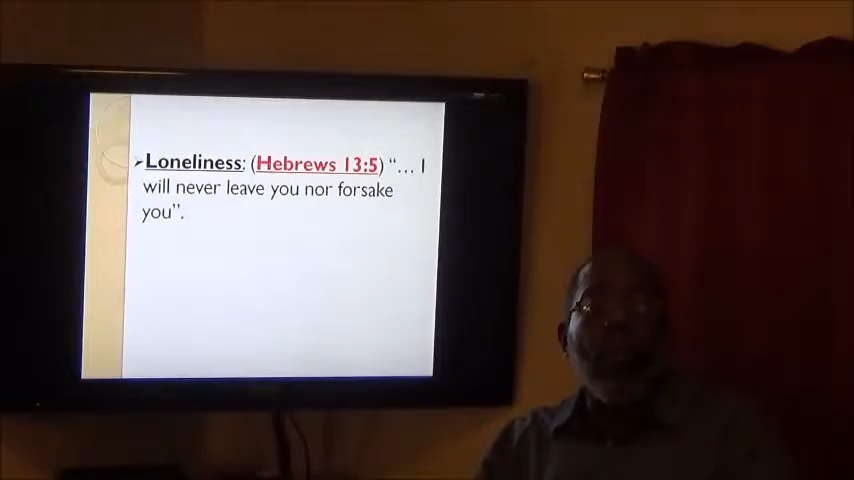 ➢Loneliness: (Hebrews 13:5) “... I
will never leave you nor forsake
you”.